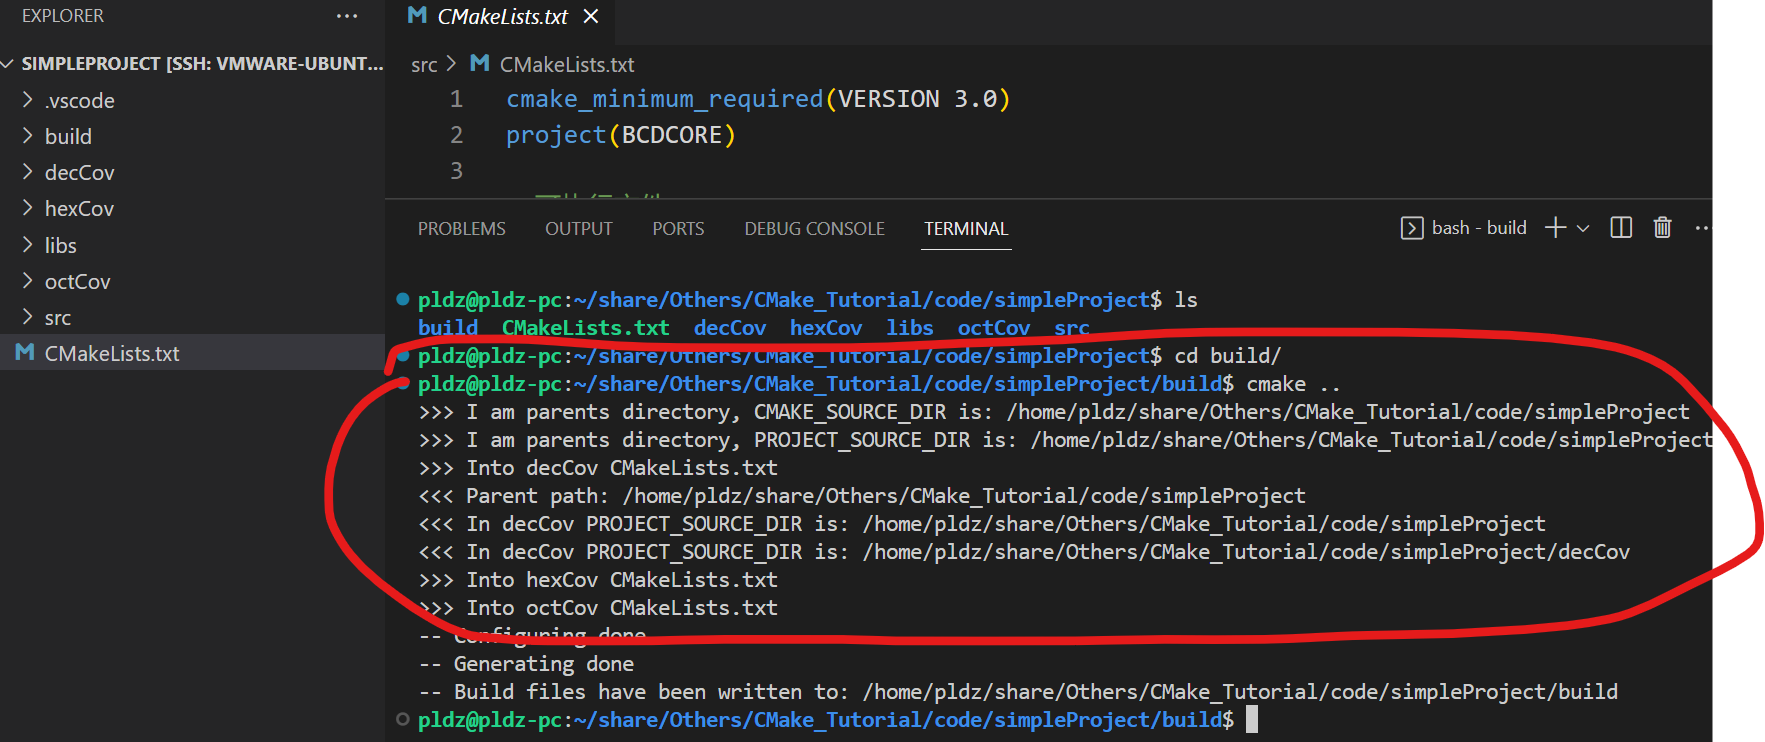 EXPLORER
SIMPLEPROJECT [SSH: VMWARE-UBUNT...
.vscode
build
decCov
hexCov
libs
octCov
src
CMakeLists.txt
CMakeLists.txt
src > CMakeLists.txt
1 cmake_minimum_required(VERSION 3.0)
2 project(BCDCORE)
3
PROBLEMS OUTPUT PORTS DEBUG CONSOLE TERMINAL
bash - build
pldz@pldz-pc:~/share/Others/CMake_Tutorial/code/simpleProject$ ls
build CMakeLists.txt decCov hexCov libs octCov src
pldz@pldz-pc:~/share/Others/CMake_Tutorial/code/simpleProject$ cd build/
pldz@pldz-pc:~/share/Others/CMake_Tutorial/code/simpleProject/build$ cmake ..
>>> I am parents directory, CMAKE_SOURCE_DIR is: /home/pldz/share/Others/CMake_Tutorial/code/simpleProject
>>> I am parents directory, PROJECT_SOURCE_DIR is: /home/pldz/share/Others/CMake_Tutorial/code/simpleProject
>>> Into decCov CMakeLists.txt
<<< Parent path: /home/pldz/share/Others/CMake_Tutorial/code/simpleProject
<<< In decCov PROJECT_SOURCE_DIR is: /home/pldz/share/Others/CMake_Tutorial/code/simpleProject
<<< In decCov PROJECT_SOURCE_DIR is: /home/pldz/share/Others/CMake_Tutorial/code/simpleProject/decCov
>>> Into hexCov CMakeLists.txt
>>> Into octCov CMakeLists.txt
-- Configuring done
-- Generating done
-- Build files have been written to: /home/pldz/share/Others/CMake_Tutorial/code/simpleProject/build
pldz@pldz-pc:~/share/Others/CMake_Tutorial/code/simpleProject/build$